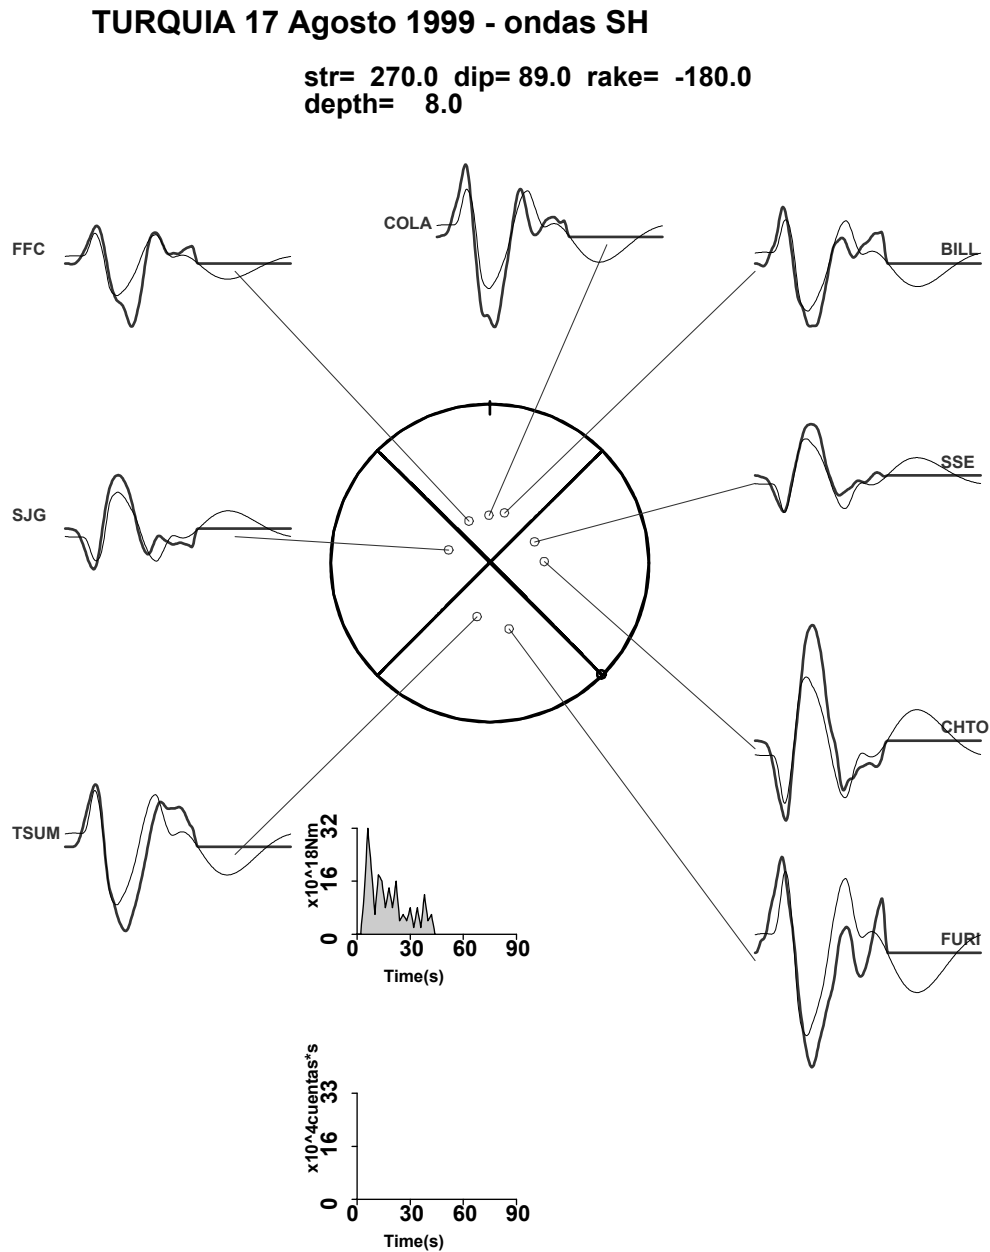 TURQUIA 17 Agosto 1999 - ondas SH
str= 270.0 dip= 89.0 rake= -180.0
depth= 8.0
COLA
FFC
BILL
SSE
SJG
CHTO
TSUM
FURI
x10^18Nm
32
16
0
0 30 60 90
Time(s)
x10^4cuentas*s
33
16
0
0 30 60 90
Time(s)